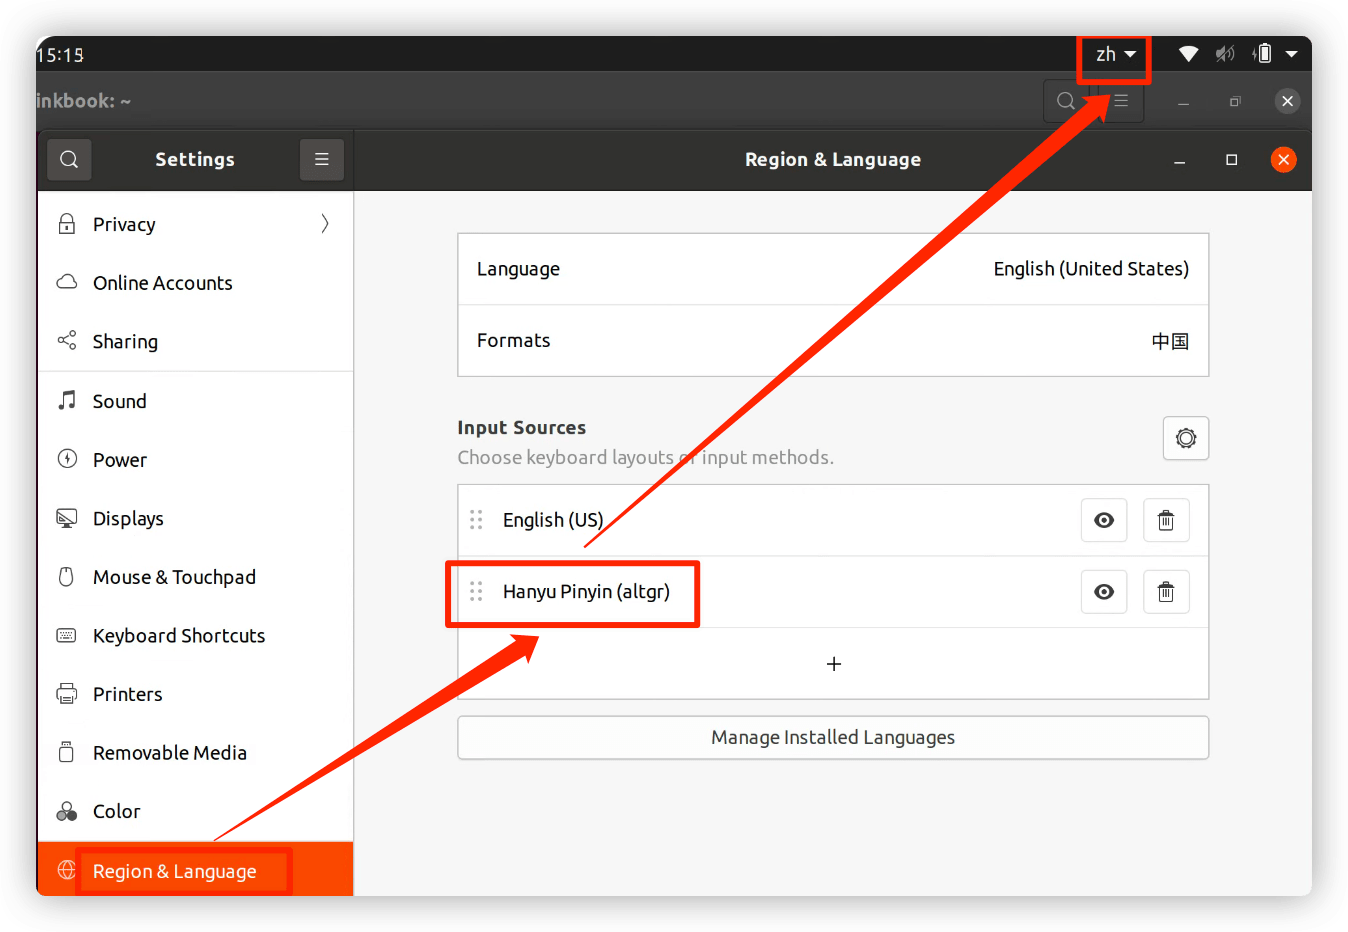 15:15
zh
inkbook: ~
Settings
Region & Language
Privacy
Online Accounts
Sharing
Sound
Power
Displays
Mouse & Touchpad
Keyboard Shortcuts
Printers
Removable Media
Color
Region & Language
Language
English (United States)
Formats
中国
Input Sources
Choose keyboard layouts or input methods.
English (US)
Hanyu Pinyin (altgr)
Manage Installed Languages